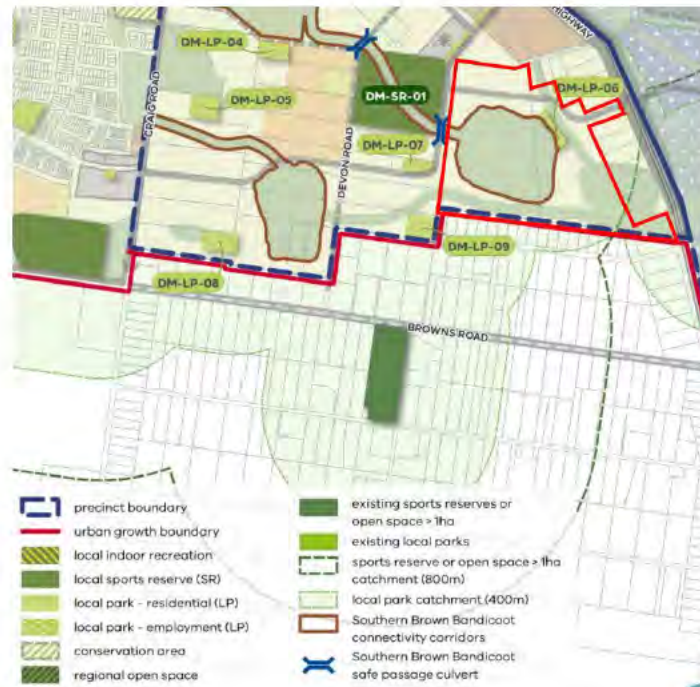 HIGHWAY
DM-LP-04
DM-LP-06
DM-SR-01
DM-LP-05
CRAIG ROAD
DM-LP-07
DEVON ROAD
DM-LP-09
DM-LP-08
BROWNS ROAD
precinct boundary
urban growth boundary
local indoor recreation
local sports reserve (SR)
local park - residential (LP)
local park - employment (LP)
conservation area
regional open space
existing sports reserves or
open space > 1ha
existing local parks
sports reserve or open space > 1ha
catchment (800m)
local park catchment (400m)
Southern Brown Bandicoot
connectivity corridors
Southern Brown Bandicoot
safe passage culvert